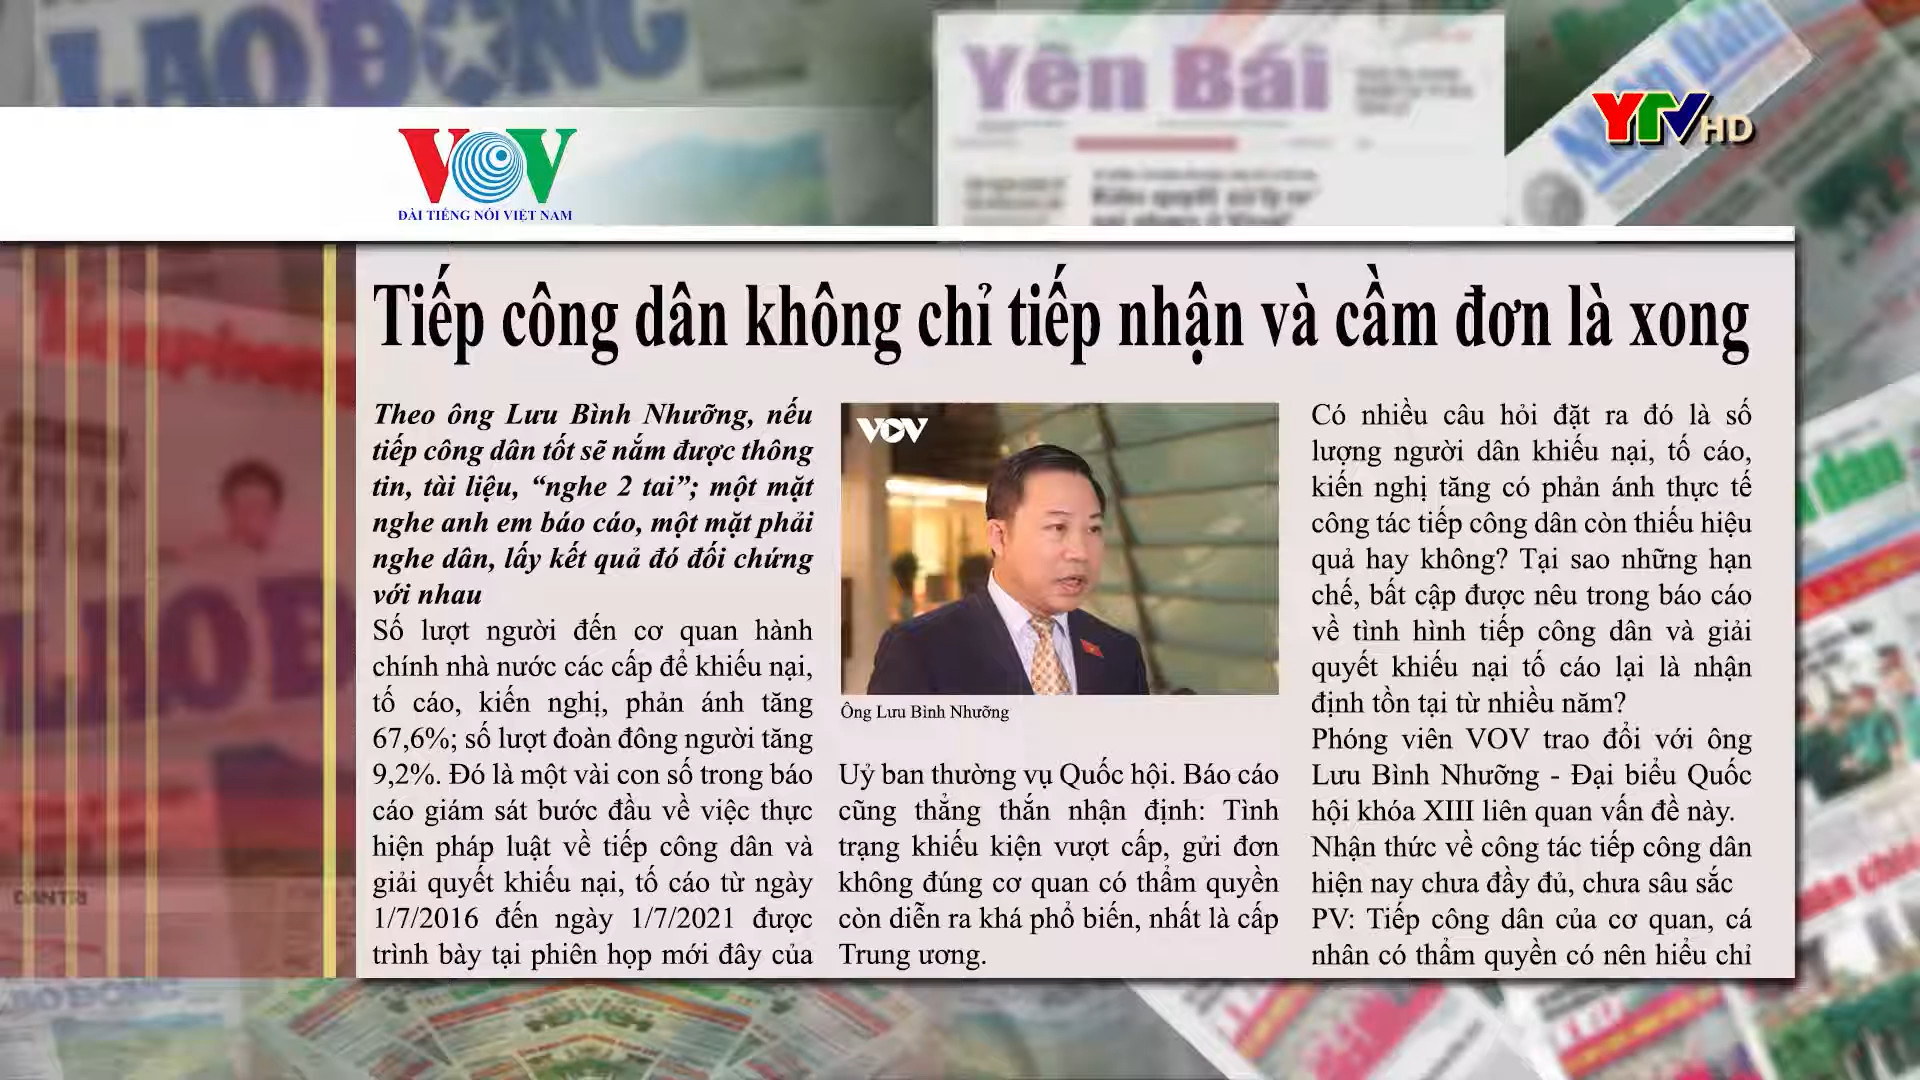 LAO ĐỘNG
Yên Bái
Nhân Dân
YTV HD
VOV
ĐÀI TIẾNG NÓI VIỆT NAM
Tiếp công dân không chỉ tiếp nhận và cầm đơn là xong
Theo ông Lưu Bình Nhưỡng, nếu
tiếp công dân tốt sẽ nắm được thông
tin, tài liệu, “nghe 2 tai”; một mặt
nghe anh em báo cáo, một mặt phải
nghe dân, lấy kết quả đó đối chứng
với nhau
Số lượt người đến cơ quan hành
chính nhà nước các cấp để khiếu nại,
tố cáo, kiến nghị, phản ánh tăng
67,6%; số lượt đoàn đông người tăng
9,2%. Đó là một vài con số trong báo
cáo giám sát bước đầu về việc thực
hiện pháp luật về tiếp công dân và
giải quyết khiếu nại, tố cáo từ ngày
1/7/2016 đến ngày 1/7/2021 được
trình bày tại phiên họp mới đây của
VOV
Ông Lưu Bình Nhưỡng
Uỷ ban thường vụ Quốc hội. Báo cáo
cũng thẳng thắn nhận định: Tình
trạng khiếu kiện vượt cấp, gửi đơn
không đúng cơ quan có thẩm quyền
còn diễn ra khá phổ biến, nhất là cấp
Trung ương.
Có nhiều câu hỏi đặt ra đó là số
lượng người dân khiếu nại, tố cáo,
kiến nghị tăng có phản ánh thực tế
công tác tiếp công dân còn thiếu hiệu
quả hay không? Tại sao những hạn
chế, bất cập được nêu trong báo cáo
về tình hình tiếp công dân và giải
quyết khiếu nại tố cáo lại là nhận
định tồn tại từ nhiều năm?
Phóng viên VOV trao đổi với ông
Lưu Bình Nhưỡng - Đại biểu Quốc
hội khóa XIII liên quan vấn đề này.
Nhận thức về công tác tiếp công dân
hiện nay chưa đầy đủ, chưa sâu sắc
PV: Tiếp công dân của cơ quan, cá
nhân có thẩm quyền có nên hiểu chỉ
LAO ĐỘNG
DANTRI
LAO ĐỘNG